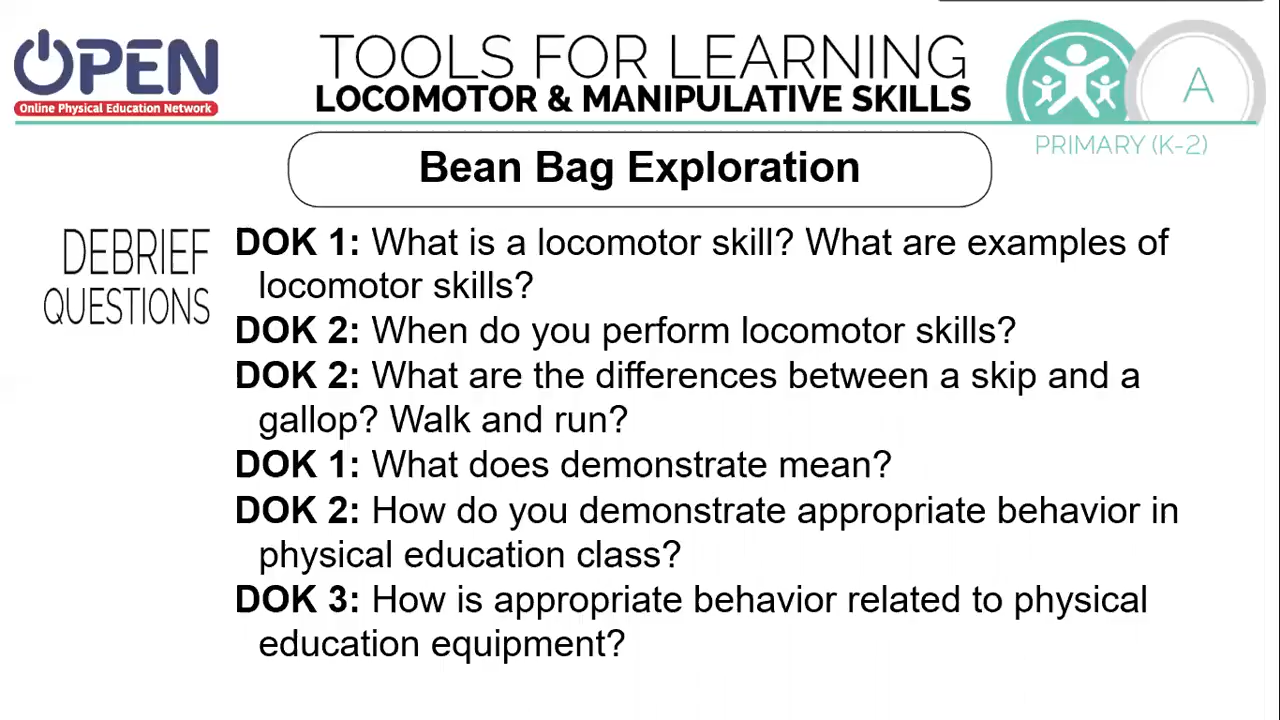 OPEN
Online Physical Education Network
TOOLS FOR LEARNING
LOCOMOTOR & MANIPULATIVE SKILLS
A
PRIMARY (K-2)
Bean Bag Exploration
DEBRIEF
QUESTIONS
DOK 1: What is a locomotor skill? What are examples of
locomotor skills?
DOK 2: When do you perform locomotor skills?
DOK 2: What are the differences between a skip and a
gallop? Walk and run?
DOK 1: What does demonstrate mean?
DOK 2: How do you demonstrate appropriate behavior in
physical education class?
DOK 3: How is appropriate behavior related to physical
education equipment?